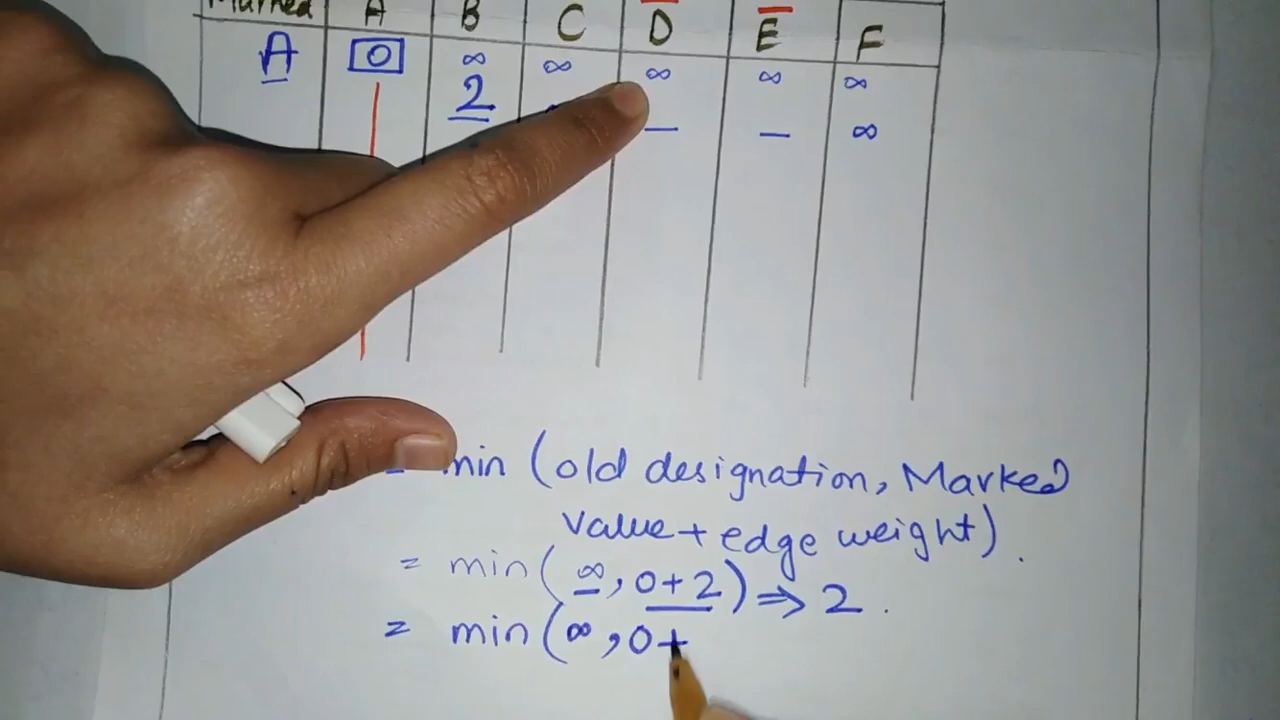 Marked A B C D E F
A 0 ∞ ∞ ∞ ∞ ∞
2 — — ∞
= min (old designation, Marked
value + edge weight).
= min(∞, 0+2) ⇒ 2.
= min(∞, 0+